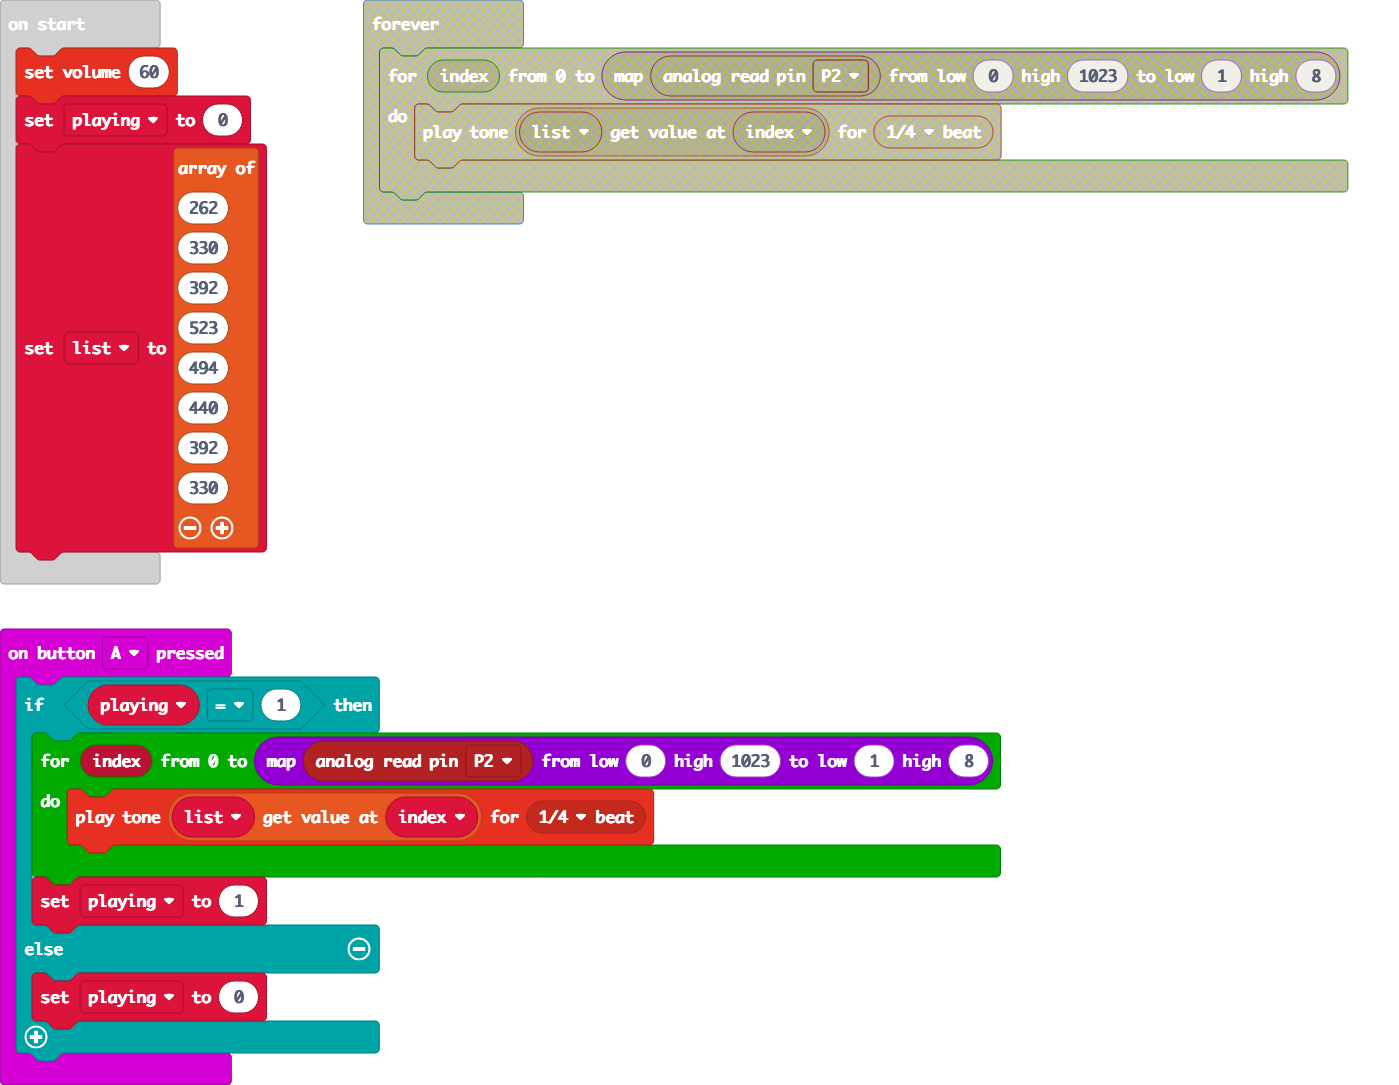 on start
set volume 60
set playing to 0
set list to
array of
262
330
392
523
494
440
392
330
forever
for index from 0 to map analog read pin P2 from low 0 high 1023 to low 1 high 8
do
play tone list get value at index for 1/4 beat
on button A pressed
if playing = 1 then
for index from 0 to map analog read pin P2 from low 0 high 1023 to low 1 high 8
do
play tone list get value at index for 1/4 beat
set playing to 1
else
set playing to 0